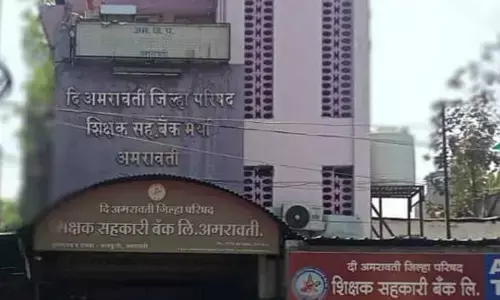 दि अमरावती जिल्हा परिषद
शिक्षक सह. बँक मर्या
अमरावती
दि अमरावती जिल्हा परिषद
शिक्षक सहकारी बँक लि. अमरावती.
दी अमरावती जिल्हा परिषद
शिक्षक सहकारी बँक लि.
A